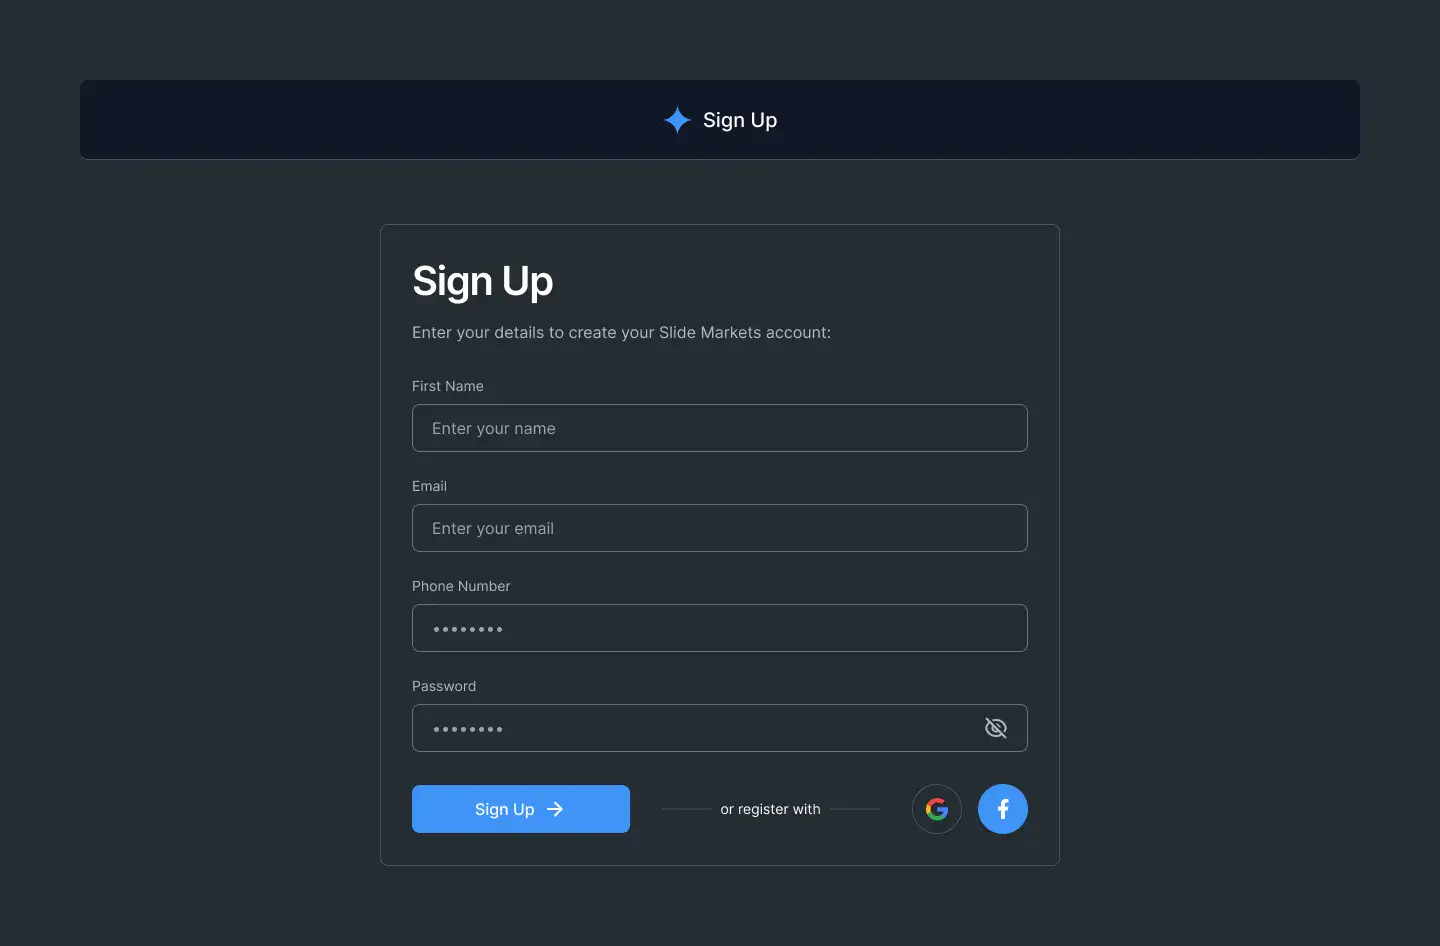 Sign Up
Sign Up
Enter your details to create your Slide Markets account:
First Name
Enter your name
Email
Enter your email
Phone Number
••••••••
Password
••••••••
Sign Up
or register with